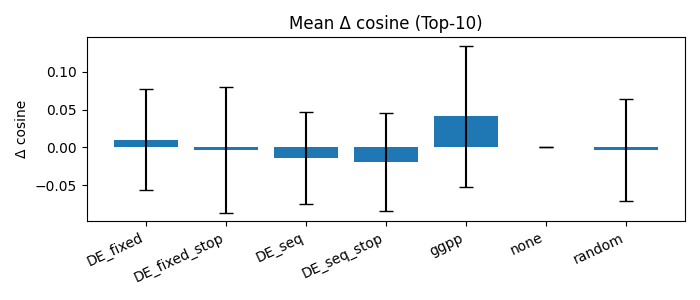 Mean Δ cosine (Top-10)
Δ cosine
0.10
0.05
0.00
−0.05
DE_fixed
DE_fixed_stop
DE_seq
DE_seq_stop
ggpp
none
random